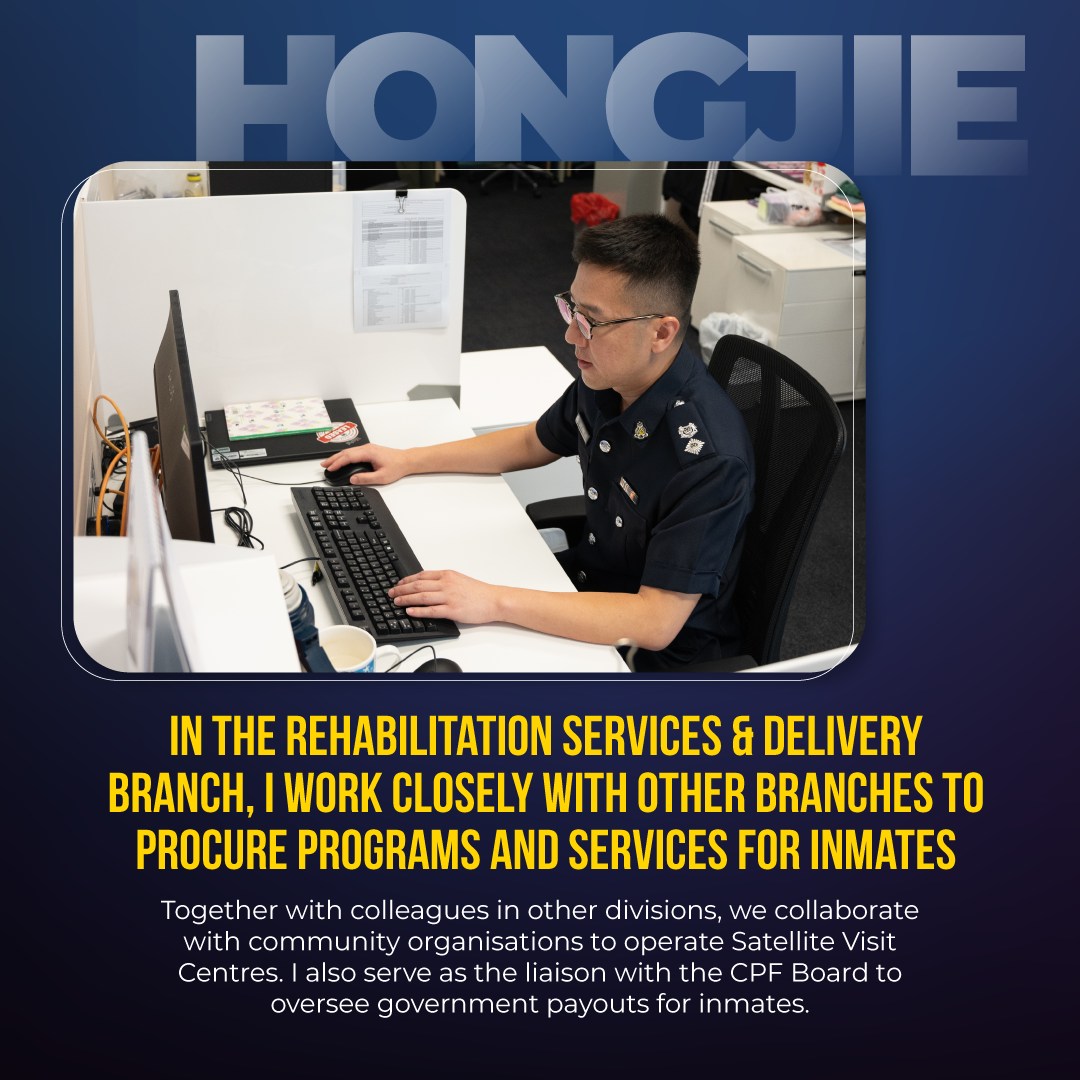 HONGJIE
IN THE REHABILITATION SERVICES & DELIVERY
BRANCH, I WORK CLOSELY WITH OTHER BRANCHES TO
PROCURE PROGRAMS AND SERVICES FOR INMATES
Together with colleagues in other divisions, we collaborate
with community organisations to operate Satellite Visit
Centres. I also serve as the liaison with the CPF Board to
oversee government payouts for inmates.